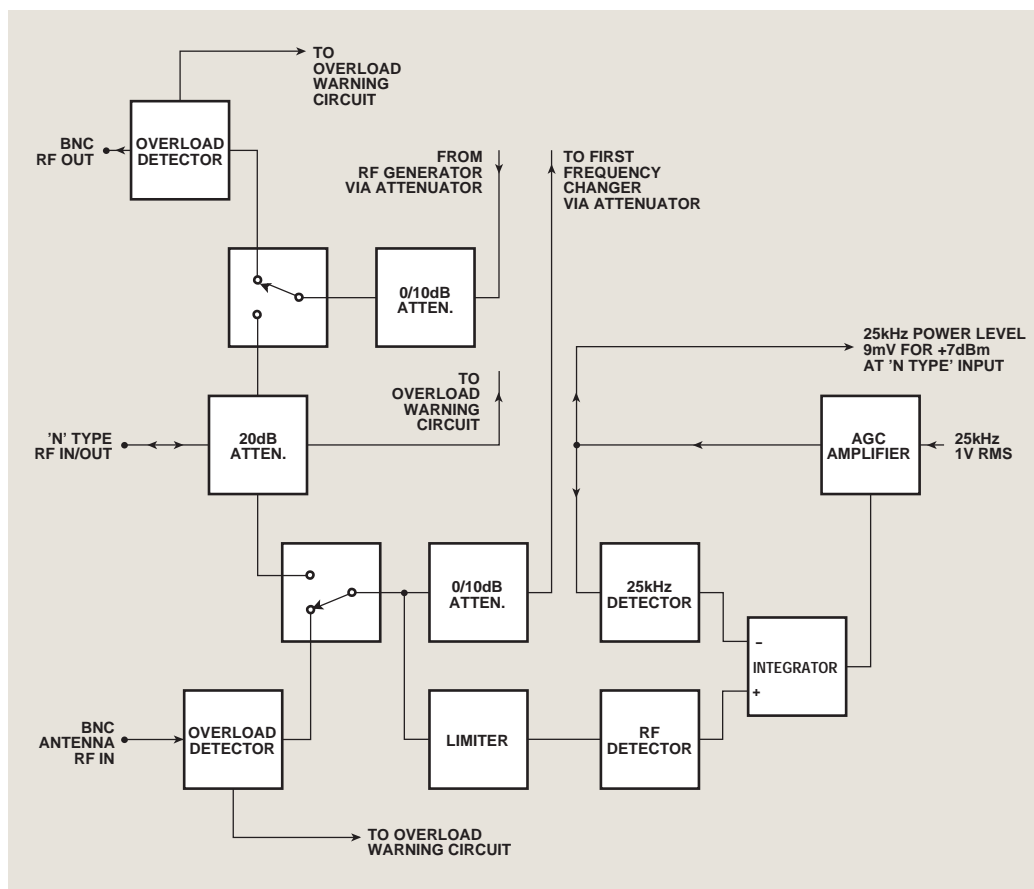 TO
OVERLOAD
WARNING
CIRCUIT
BNC
RF OUT
OVERLOAD
DETECTOR
FROM
RF GENERATOR
VIA ATTENUATOR
TO FIRST
FREQUENCY
CHANGER
VIA ATTENUATOR
0/10dB
ATTEN.
25kHz POWER LEVEL
9mV FOR +7dBm
AT 'N TYPE' INPUT
TO
OVERLOAD
WARNING
CIRCUIT
'N' TYPE
RF IN/OUT
20dB
ATTEN.
AGC
AMPLIFIER
25kHz
1V RMS
0/10dB
ATTEN.
25kHz
DETECTOR
–
INTEGRATOR
+
BNC
ANTENNA
RF IN
OVERLOAD
DETECTOR
LIMITER
RF
DETECTOR
TO OVERLOAD
WARNING CIRCUIT